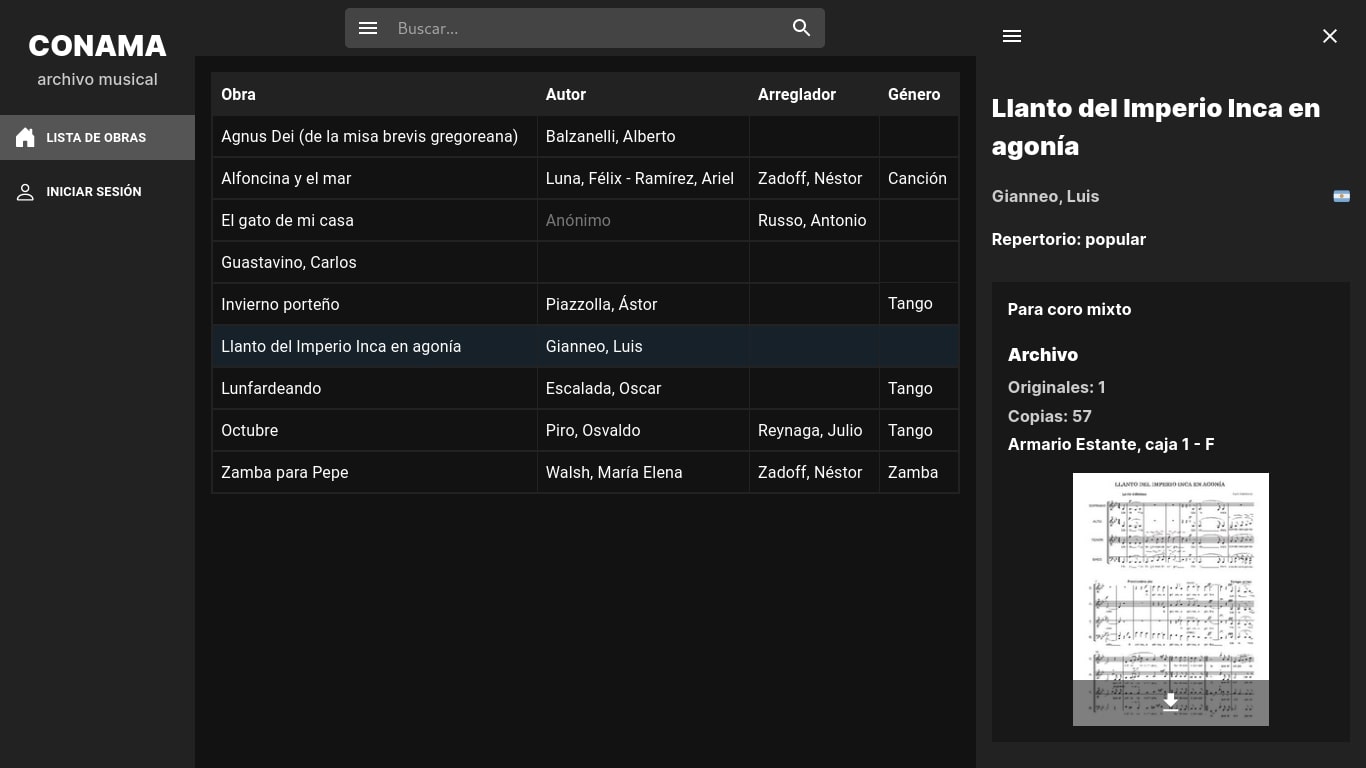 CONAMA
archivo musical
LISTA DE OBRAS
INICIAR SESIÓN
Buscar...
Obra Autor Arreglador Género
Agnus Dei (de la misa brevis gregoreana) Balzanelli, Alberto
Alfoncina y el mar Luna, Félix - Ramírez, Ariel Zadoff, Néstor Canción
El gato de mi casa Anónimo Russo, Antonio
Guastavino, Carlos
Invierno porteño Piazzolla, Ástor Tango
Llanto del Imperio Inca en agonía Gianneo, Luis
Lunfardeando Escalada, Oscar Tango
Octubre Piro, Osvaldo Reynaga, Julio Tango
Zamba para Pepe Walsh, María Elena Zadoff, Néstor Zamba
Llanto del Imperio Inca en
agonía
Gianneo, Luis
Repertorio: popular
Para coro mixto
Archivo
Originales: 1
Copias: 57
Armario Estante, caja 1 - F
LLANTO DEL IMPERIO INCA EN AGONÍA
SOPRANO
ALTO
TENOR